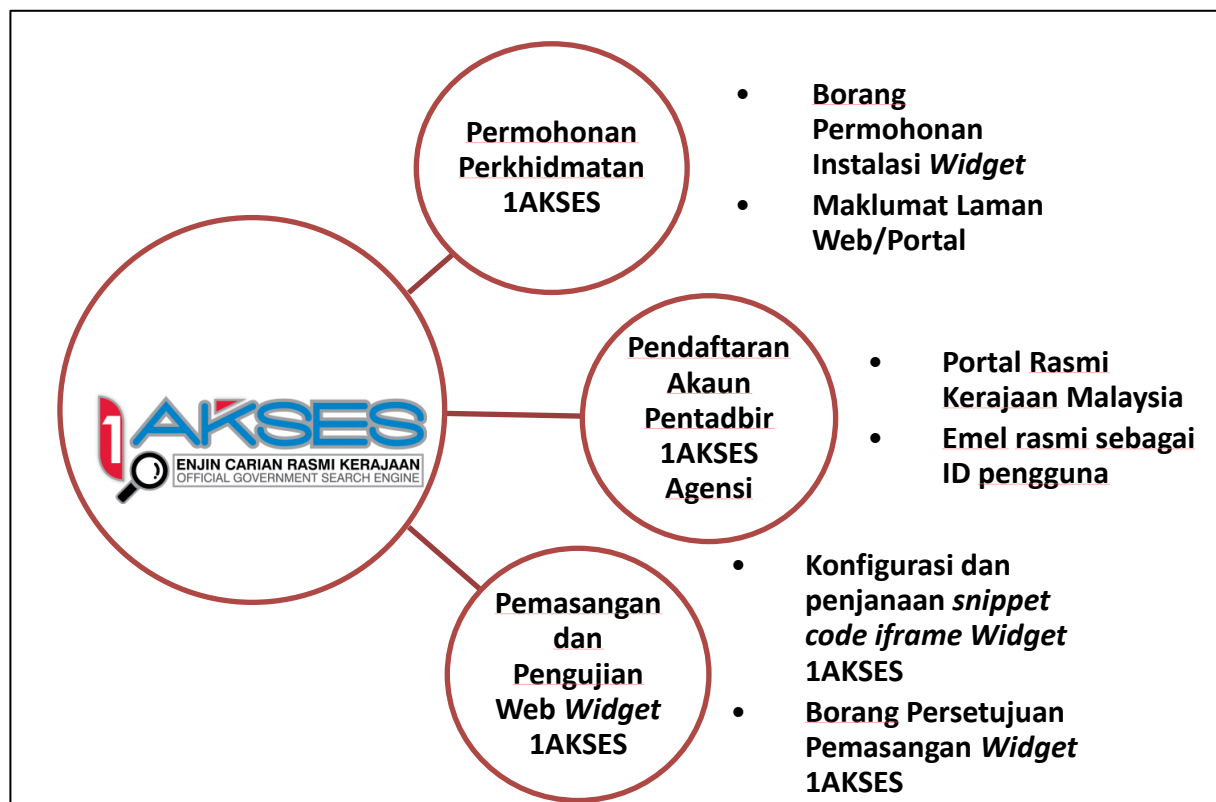 Permohonan
Perkhidmatan
1AKSES
• Borang
Permohonan
Instalasi Widget
• Maklumat Laman
Web/Portal
1AKSES
ENJIN CARIAN RASMI KERAJAAN
OFFICIAL GOVERNMENT SEARCH ENGINE
Pendaftaran
Akaun
Pentadbir
1AKSES
Agensi
• Portal Rasmi
Kerajaan Malaysia
• Emel rasmi sebagai
ID pengguna
Pemasangan
dan
Pengujian
Web Widget
1AKSES
• Konfigurasi dan
penjanaan snippet
code iframe Widget
1AKSES
• Borang Persetujuan
Pemasangan Widget
1AKSES